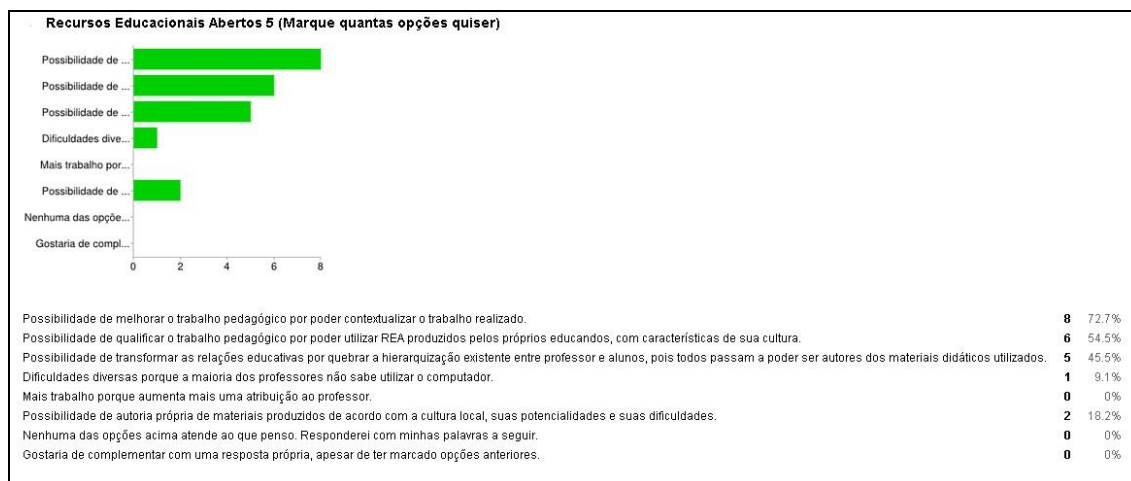 Recursos Educacionais Abertos 5 (Marque quantas opções quiser)
Possibilidade de ...
Possibilidade de ...
Possibilidade de ...
Dificuldades dive...
Mais trabalho por...
Possibilidade de ...
Nenhuma das opçõe...
Gostaria de compl...
0 2 4 6 8
Possibilidade de melhorar o trabalho pedagógico por poder contextualizar o trabalho realizado. 8 72.7%
Possibilidade de qualificar o trabalho pedagógico por poder utilizar REA produzidos pelos próprios educandos, com características de sua cultura. 6 54.5%
Possibilidade de transformar as relações educativas por quebrar a hierarquização existente entre professor e alunos, pois todos passam a poder ser autores dos materiais didáticos utilizados. 5 45.5%
Dificuldades diversas porque a maioria dos professores não sabe utilizar o computador. 1 9.1%
Mais trabalho porque aumenta mais uma atribuição ao professor. 0 0%
Possibilidade de autoria própria de materiais produzidos de acordo com a cultura local, suas potencialidades e suas dificuldades. 2 18.2%
Nenhuma das opções acima atende ao que penso. Responderei com minhas palavras a seguir. 0 0%
Gostaria de complementar com uma resposta própria, apesar de ter marcado opções anteriores. 0 0%